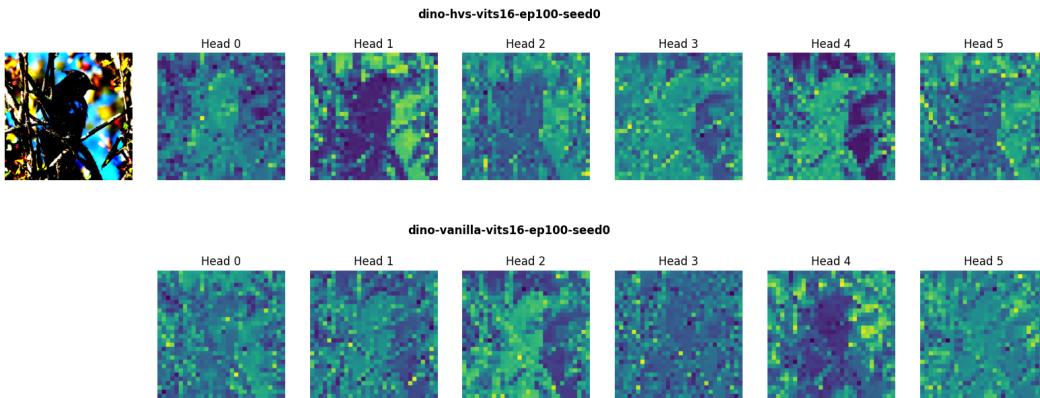 dino-hvs-vits16-ep100-seed0
Head 0 Head 1 Head 2 Head 3 Head 4 Head 5
dino-vanilla-vits16-ep100-seed0
Head 0 Head 1 Head 2 Head 3 Head 4 Head 5